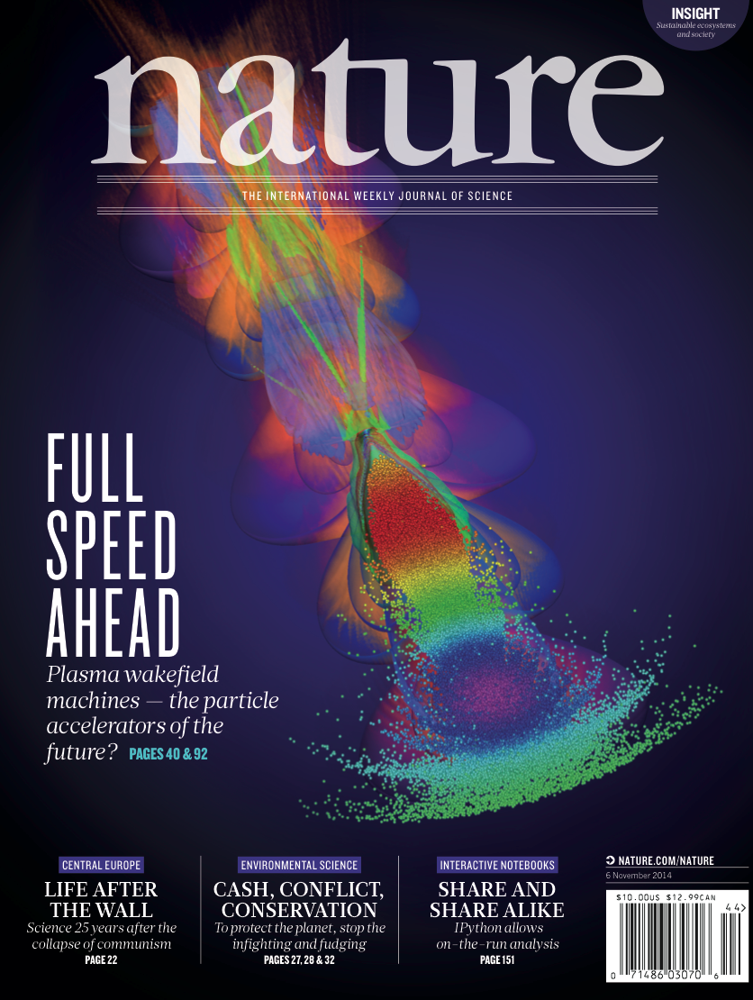 INSIGHT
Sustainable ecosystems
and society
nature
THE INTERNATIONAL WEEKLY JOURNAL OF SCIENCE
FULL
SPEED
AHEAD
Plasma wakefield
machines — the particle
accelerators of the
future? PAGES 40 & 92
CENTRAL EUROPE
LIFE AFTER
THE WALL
Science 25 years after the
collapse of communism
PAGE 22
ENVIRONMENTAL SCIENCE
CASH, CONFLICT,
CONSERVATION
To protect the planet, stop the
infighting and fudging
PAGES 27, 28 & 32
INTERACTIVE NOTEBOOKS
SHARE AND
SHARE ALIKE
IPython allows
on-the-run analysis
PAGE 151
NATURE.COM/NATURE
6 November 2014
$10.00US $12.99CAN
44>
0 71486 03070 6